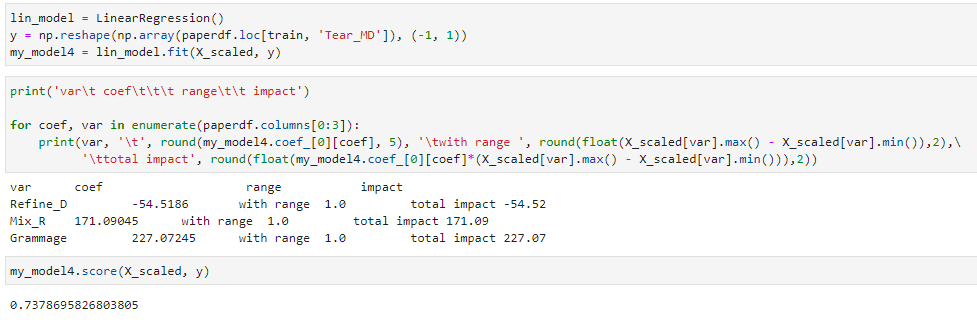 lin_model = LinearRegression()
y = np.reshape(np.array(paperdf.loc[train, 'Tear_MD']), (-1, 1))
my_model4 = lin_model.fit(X_scaled, y)
print('var\t coef\t\t\t range\t\t impact')
for coef, var in enumerate(paperdf.columns[0:3]):
    print(var, '\t', round(my_model4.coef_[0][coef], 5), '\twith range ', round(float(X_scaled[var].max() - X_scaled[var].min()),2),\
          '\ttotal impact', round(float(my_model4.coef_[0][coef]*(X_scaled[var].max() - X_scaled[var].min())),2))
var      coef                    range           impact
Refine_D         -54.5186       with range  1.0         total impact -54.52
Mix_R    171.09045      with range  1.0         total impact 171.09
Grammage         227.07245      with range  1.0         total impact 227.07
my_model4.score(X_scaled, y)
0.7378695826803805